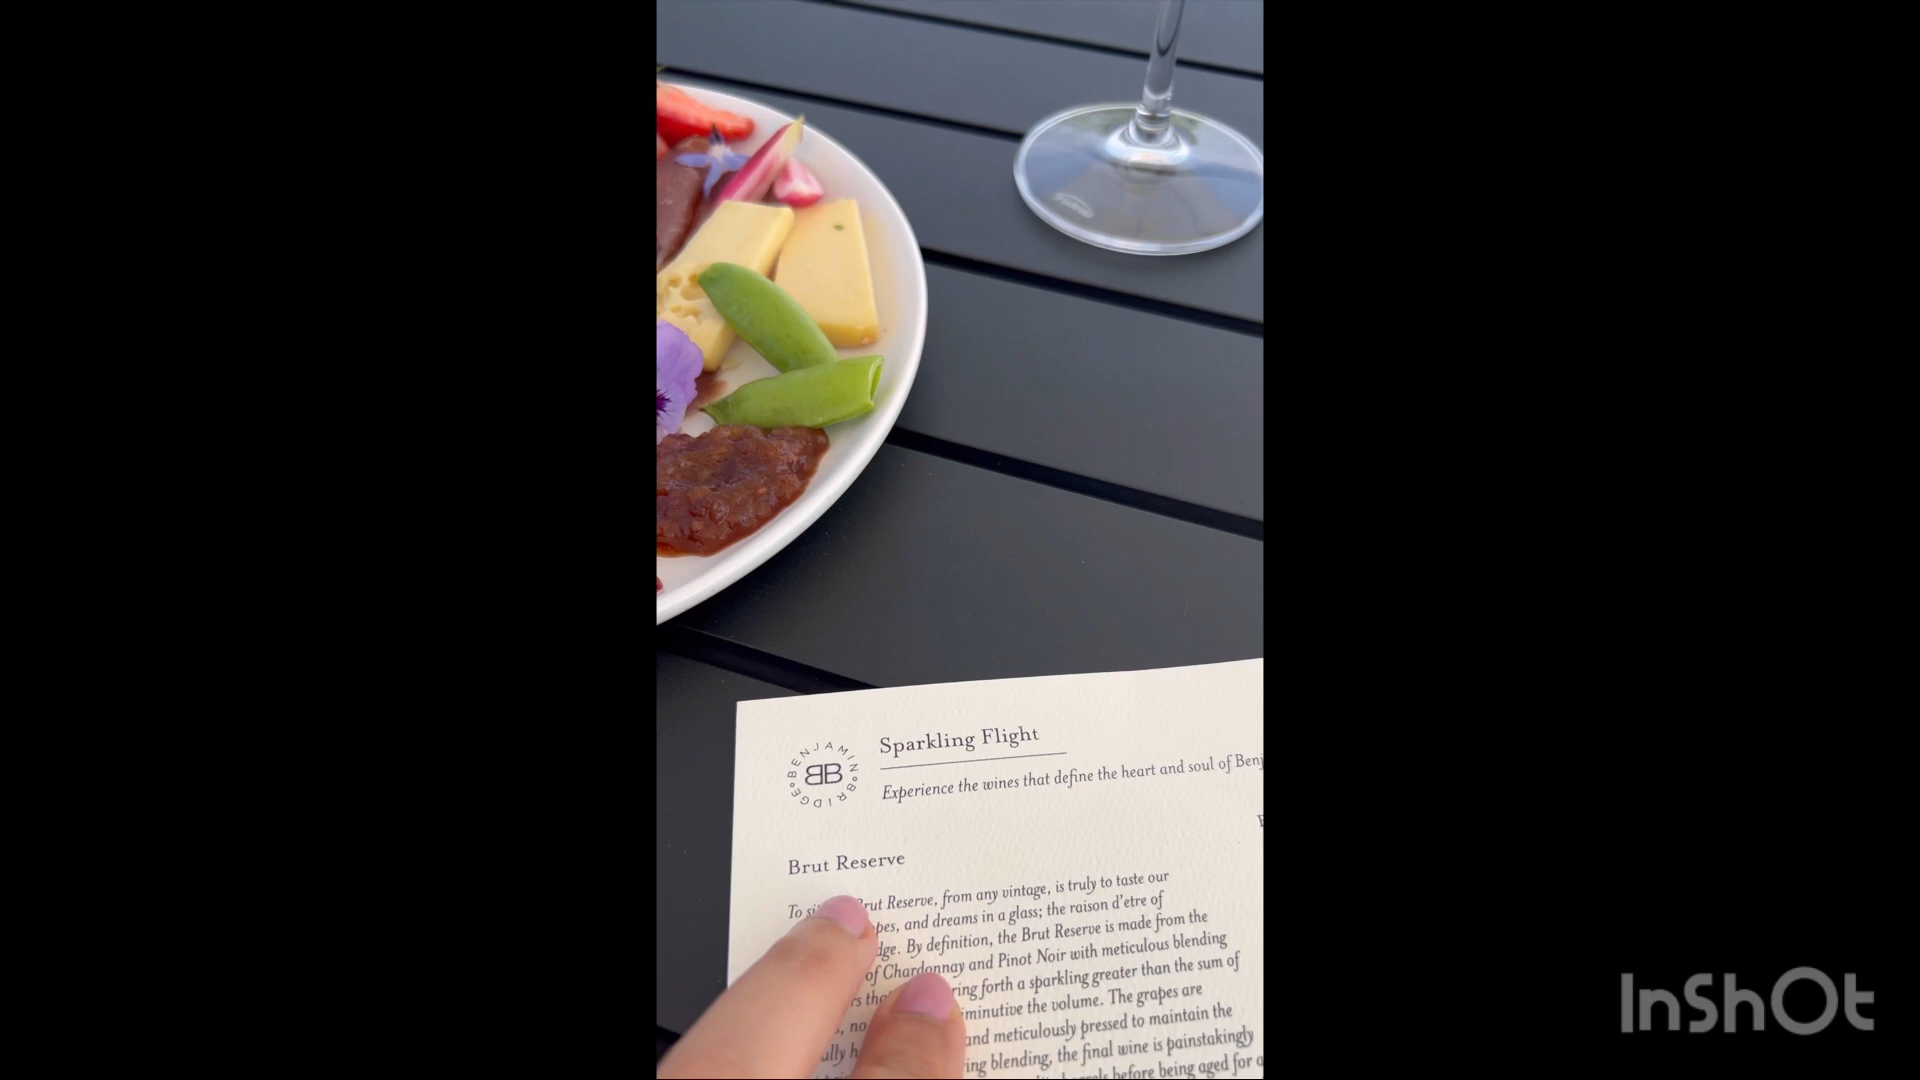 BENJAMIN BRIDGE
BB
Sparkling Flight
Experience the wines that define the heart and soul of Benj
Brut Reserve
To Brut Reserve, from any vintage, is truly to taste our
and dreams in a glass; the raison d'etre of
By definition, the Brut Reserve is made from the
of Chardonnay and Pinot Noir with meticulous blending
forth a sparkling greater than the sum of
the volume. The grapes are
and meticulously pressed to maintain the
blending, the final wine is painstakingly
before being aged for a
InShOt